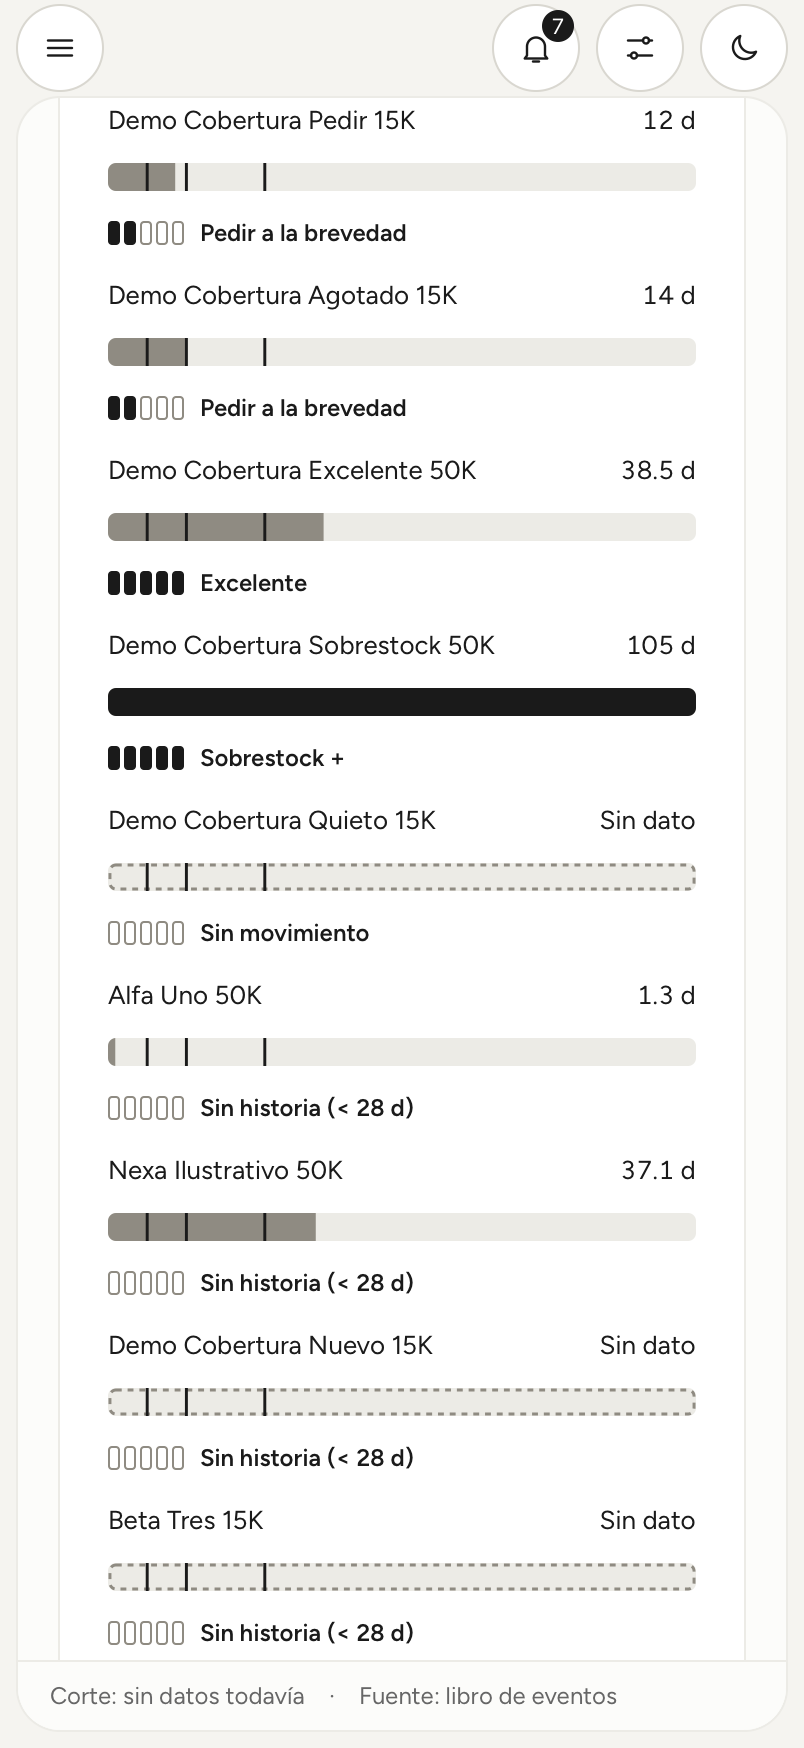 7
Demo Cobertura Pedir 15K 12 d
Pedir a la brevedad
Demo Cobertura Agotado 15K 14 d
Pedir a la brevedad
Demo Cobertura Excelente 50K 38.5 d
Excelente
Demo Cobertura Sobrestock 50K 105 d
Sobrestock +
Demo Cobertura Quieto 15K Sin dato
Sin movimiento
Alfa Uno 50K 1.3 d
Sin historia (< 28 d)
Nexa Ilustrativo 50K 37.1 d
Sin historia (< 28 d)
Demo Cobertura Nuevo 15K Sin dato
Sin historia (< 28 d)
Beta Tres 15K Sin dato
Sin historia (< 28 d)
Corte: sin datos todavía · Fuente: libro de eventos